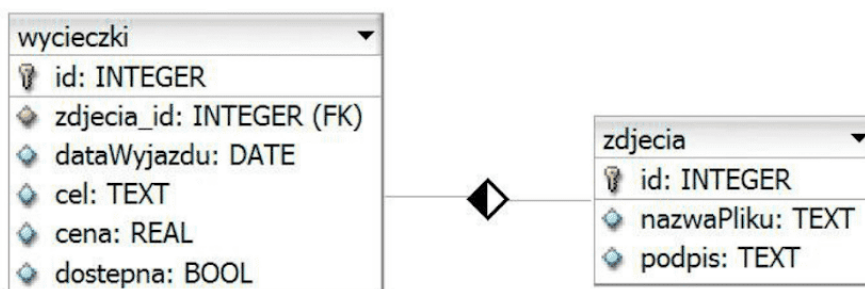 wycieczki
id: INTEGER
zdjecia_id: INTEGER (FK)
dataWyjazdu: DATE
cel: TEXT
cena: REAL
dostepna: BOOL
zdjecia
id: INTEGER
nazwaPliku: TEXT
podpis: TEXT